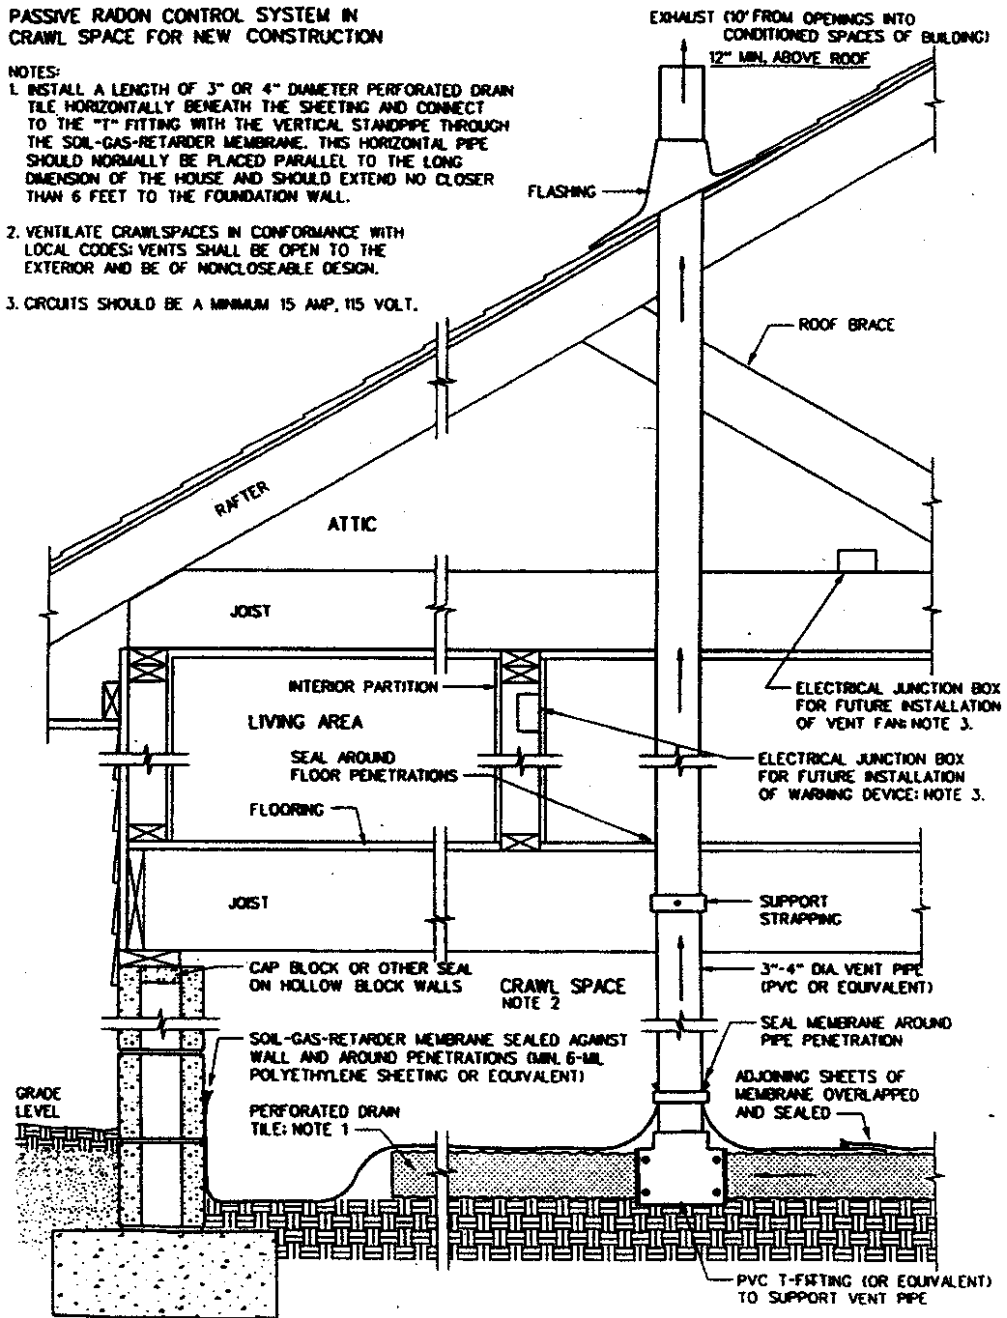 PASSIVE RADON CONTROL SYSTEM IN
CRAWL SPACE FOR NEW CONSTRUCTION
NOTES:
1. INSTALL A LENGTH OF 3" OR 4" DIAMETER PERFORATED DRAIN
TILE HORIZONTALLY BENEATH THE SHEETING AND CONNECT
TO THE "T" FITTING WITH THE VERTICAL STANDPIPE THROUGH
THE SOIL-GAS-RETARDER MEMBRANE. THIS HORIZONTAL PIPE
SHOULD NORMALLY BE PLACED PARALLEL TO THE LONG
DIMENSION OF THE HOUSE AND SHOULD EXTEND NO CLOSER
THAN 6 FEET TO THE FOUNDATION WALL.
2. VENTILATE CRAWLSPACES IN CONFORMANCE WITH
LOCAL CODES; VENTS SHALL BE OPEN TO THE
EXTERIOR AND BE OF NONCLOSEABLE DESIGN.
3. CIRCUITS SHOULD BE A MINIMUM 15 AMP, 115 VOLT.
EXHAUST (10' FROM OPENINGS INTO
CONDITIONED SPACES OF BUILDING)
12" MIN. ABOVE ROOF
FLASHING
ROOF BRACE
RAFTER
ATTIC
JOIST
INTERIOR PARTITION
ELECTRICAL JUNCTION BOX
FOR FUTURE INSTALLATION
OF VENT FAN: NOTE 3.
LIVING AREA
SEAL AROUND
FLOOR PENETRATIONS
ELECTRICAL JUNCTION BOX
FOR FUTURE INSTALLATION
OF WARNING DEVICE: NOTE 3.
FLOORING
JOIST
SUPPORT
STRAPPING
CAP BLOCK OR OTHER SEAL
ON HOLLOW BLOCK WALLS
CRAWL SPACE
NOTE 2
3"-4" DIA. VENT PIPE
(PVC OR EQUIVALENT)
SOIL-GAS-RETARDER MEMBRANE SEALED AGAINST
WALL AND AROUND PENETRATIONS (MIN. 6-MIL
POLYETHYLENE SHEETING OR EQUIVALENT)
SEAL MEMBRANE AROUND
PIPE PENETRATION
GRADE
LEVEL
PERFORATED DRAIN
TILE: NOTE 1
ADJOINING SHEETS OF
MEMBRANE OVERLAPPED
AND SEALED
PVC T-FITTING (OR EQUIVALENT)
TO SUPPORT VENT PIPE